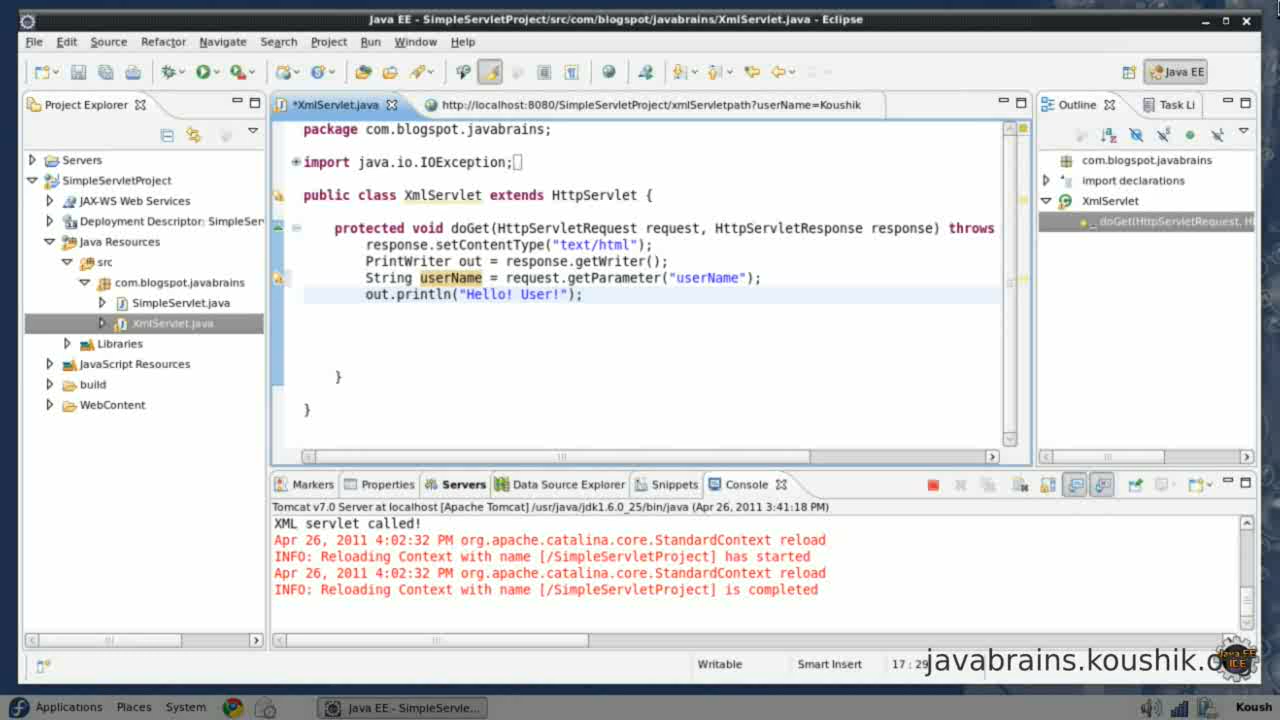 Java EE - SimpleServletProject/src/com/blogspot/javabrains/XmlServlet.java - Eclipse
File Edit Source Refactor Navigate Search Project Run Window Help
Java EE
Project Explorer
*XmlServlet.java
http://localhost:8080/SimpleServletProject/xmlServletpath?userName=Koushik
Outline
Task Li
Servers
SimpleServletProject
JAX-WS Web Services
Deployment Descriptor: SimpleSer
Java Resources
src
com.blogspot.javabrains
SimpleServlet.java
XmlServlet.java
Libraries
JavaScript Resources
build
WebContent
package com.blogspot.javabrains;
import java.io.IOException;
public class XmlServlet extends HttpServlet {
protected void doGet(HttpServletRequest request, HttpServletResponse response) throws
response.setContentType("text/html");
PrintWriter out = response.getWriter();
String userName = request.getParameter("userName");
out.println("Hello! User!");
}
}
com.blogspot.javabrains
import declarations
XmlServlet
doGet(HttpServletRequest, Ht
Markers Properties Servers Data Source Explorer Snippets Console
Tomcat v7.0 Server at localhost [Apache Tomcat] /usr/java/jdk1.6.0_25/bin/java (Apr 26, 2011 3:41:18 PM)
XML servlet called!
Apr 26, 2011 4:02:32 PM org.apache.catalina.core.StandardContext reload
INFO: Reloading Context with name [/SimpleServletProject] has started
Apr 26, 2011 4:02:32 PM org.apache.catalina.core.StandardContext reload
INFO: Reloading Context with name [/SimpleServletProject] is completed
Writable Smart Insert 17 : 29
javabrains.koushik.o
Applications Places System Java EE - SimpleServle... Koush